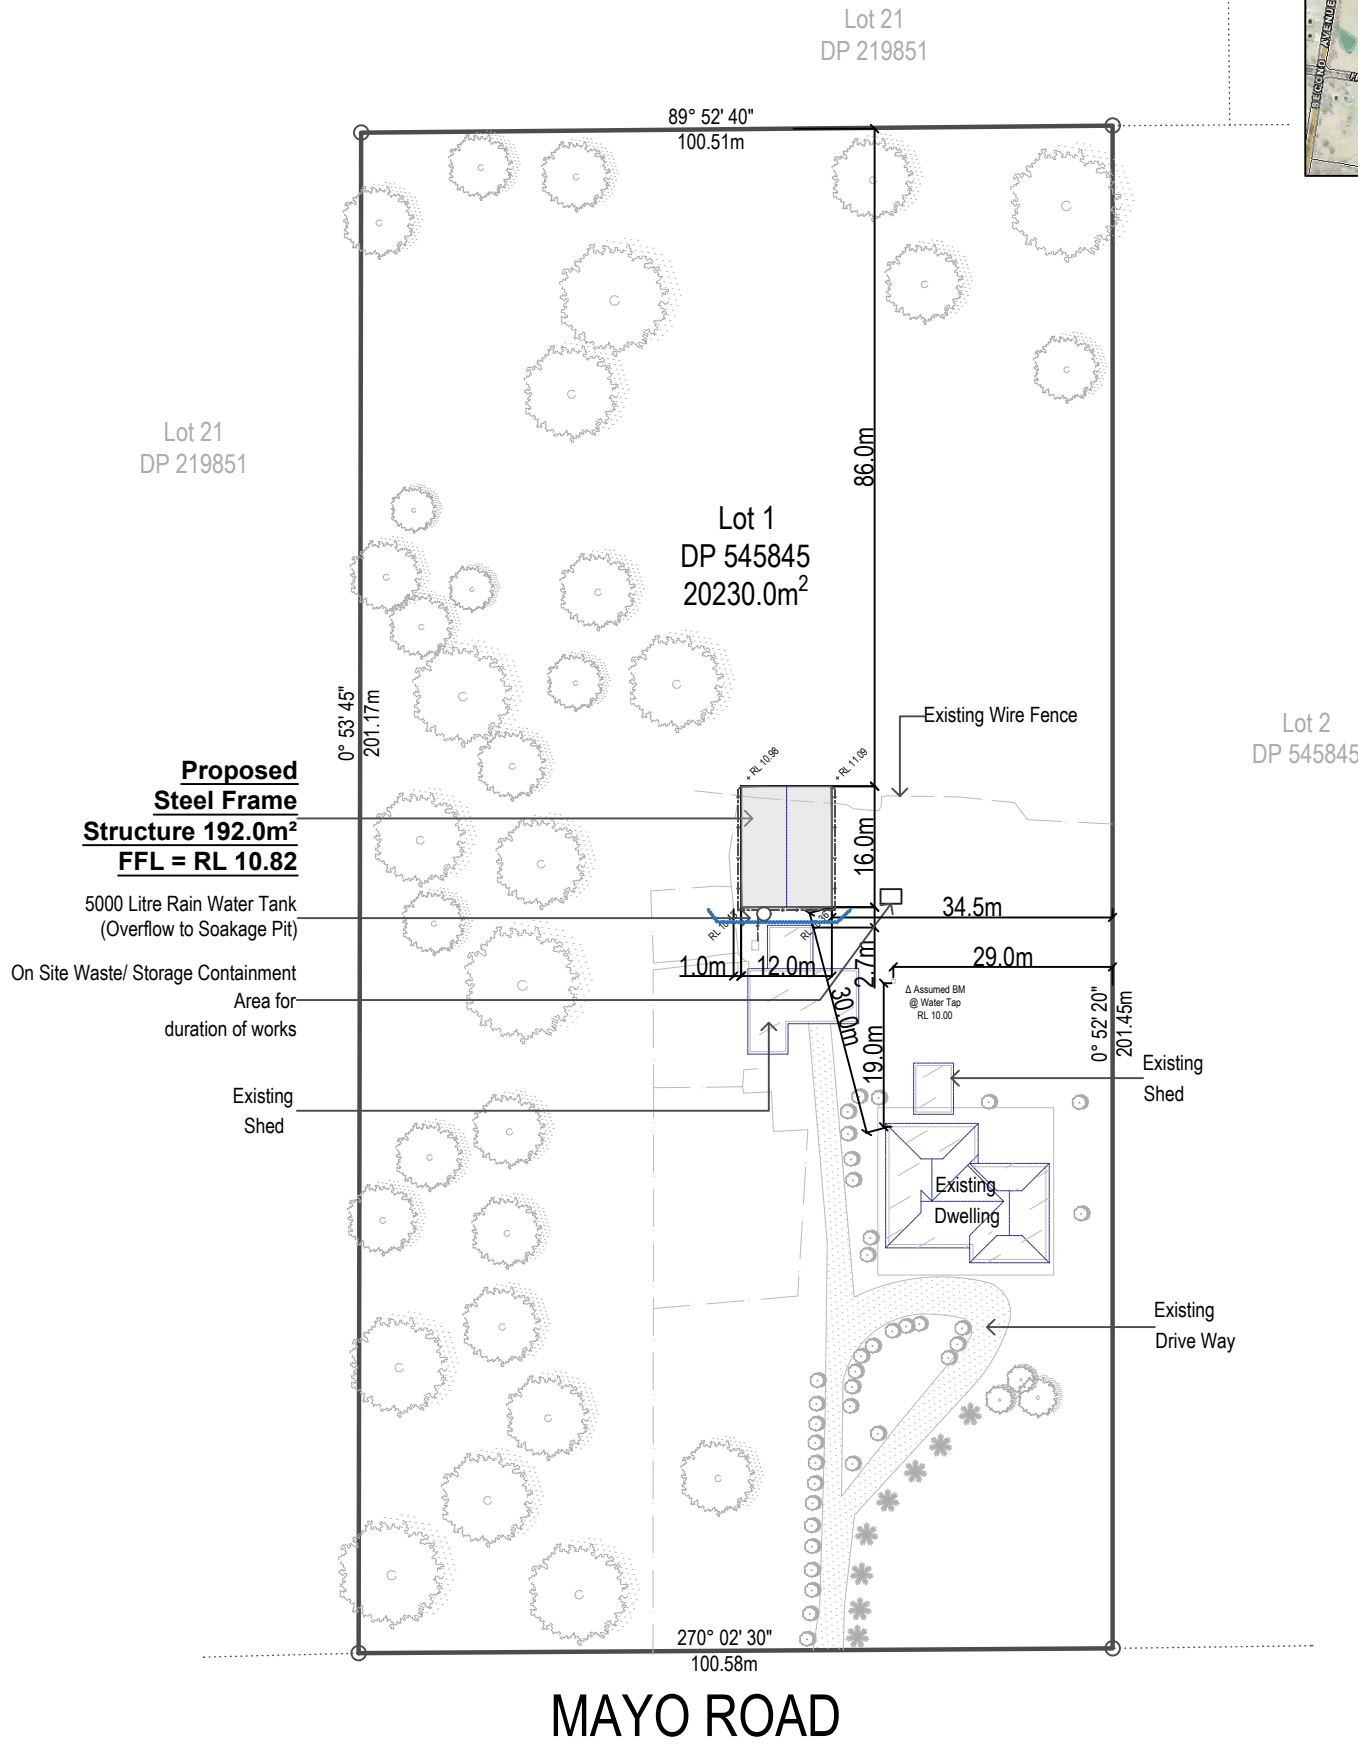 Lot 21
DP 219851
SECOND AVENUE
89° 52' 40"
100.51m
Lot 21
DP 219851
86.0m
Lot 1
DP 545845
20230.0m²
0° 53' 45"
201.17m
Existing Wire Fence
Lot 2
DP 545845
+ RL 10.98
+ RL 11.09
Proposed
Steel Frame
Structure 192.0m²
FFL = RL 10.82
16.0m
5000 Litre Rain Water Tank
(Overflow to Soakage Pit)
34.5m
On Site Waste/ Storage Containment
Area for
duration of works
1.0m
12.0m
2.7m
29.0m
30.0m
19.0m
Δ Assumed BM
@ Water Tap
RL 10.00
0° 52' 20"
201.45m
Existing
Shed
Existing
Shed
Existing
Dwelling
Existing
Drive Way
270° 02' 30"
100.58m
MAYO ROAD